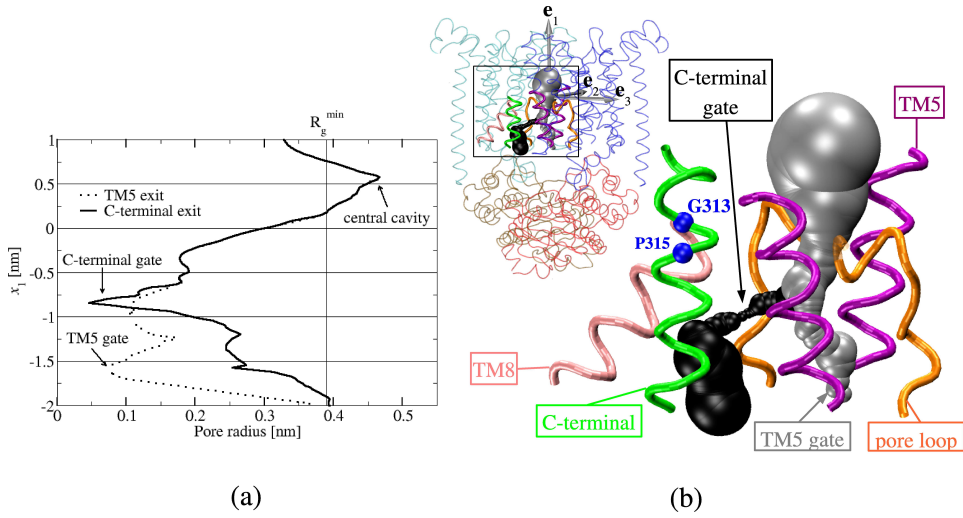 R_g^min
1
0.5
0
-0.5
-1
-1.5
-2
x_1 [nm]
TM5 exit
C-terminal exit
central cavity
C-terminal gate
TM5 gate
0
0.1
0.2
0.3
0.4
0.5
Pore radius [nm]
(a)
e_1
e_2
e_3
C-terminal
gate
TM5
G313
P315
TM8
C-terminal
TM5 gate
pore loop
(b)